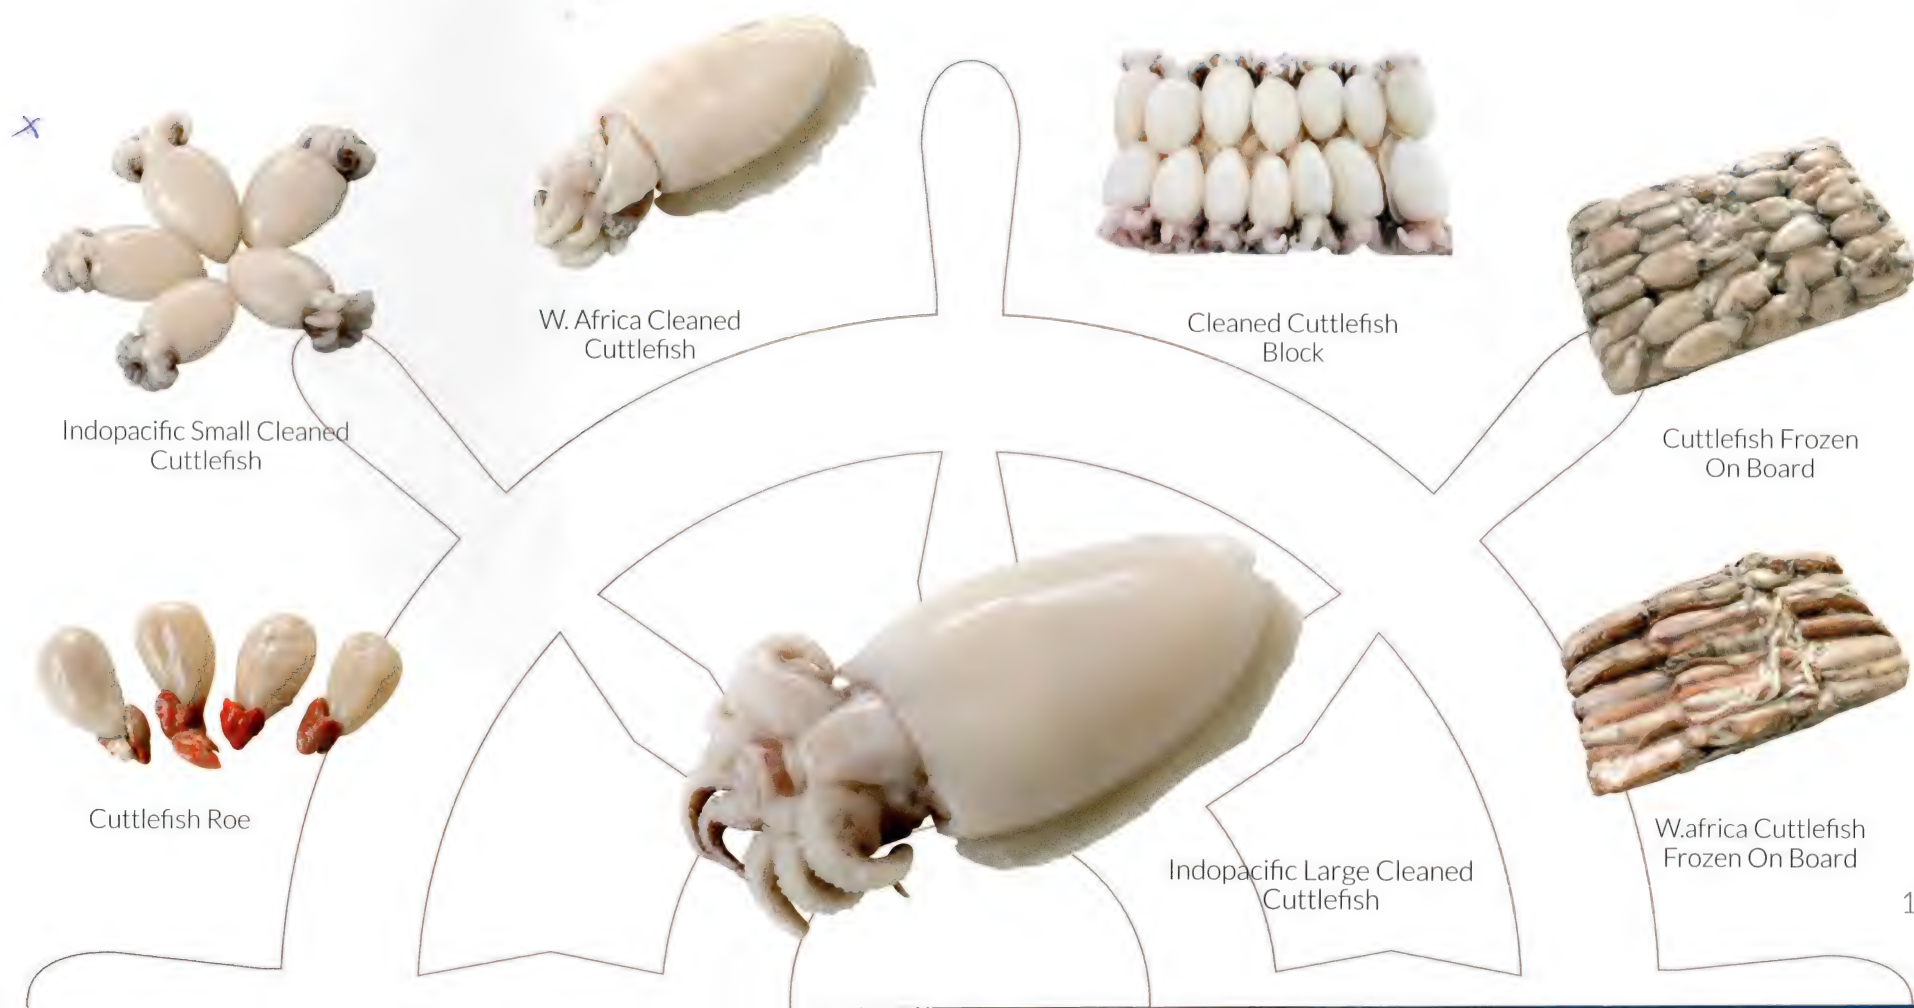 W. Africa Cleaned
Cuttlefish
Cleaned Cuttlefish
Block
Indopacific Small Cleaned
Cuttlefish
Cuttlefish Frozen
On Board
Cuttlefish Roe
W.africa Cuttlefish
Frozen On Board
Indopacific Large Cleaned
Cuttlefish
1